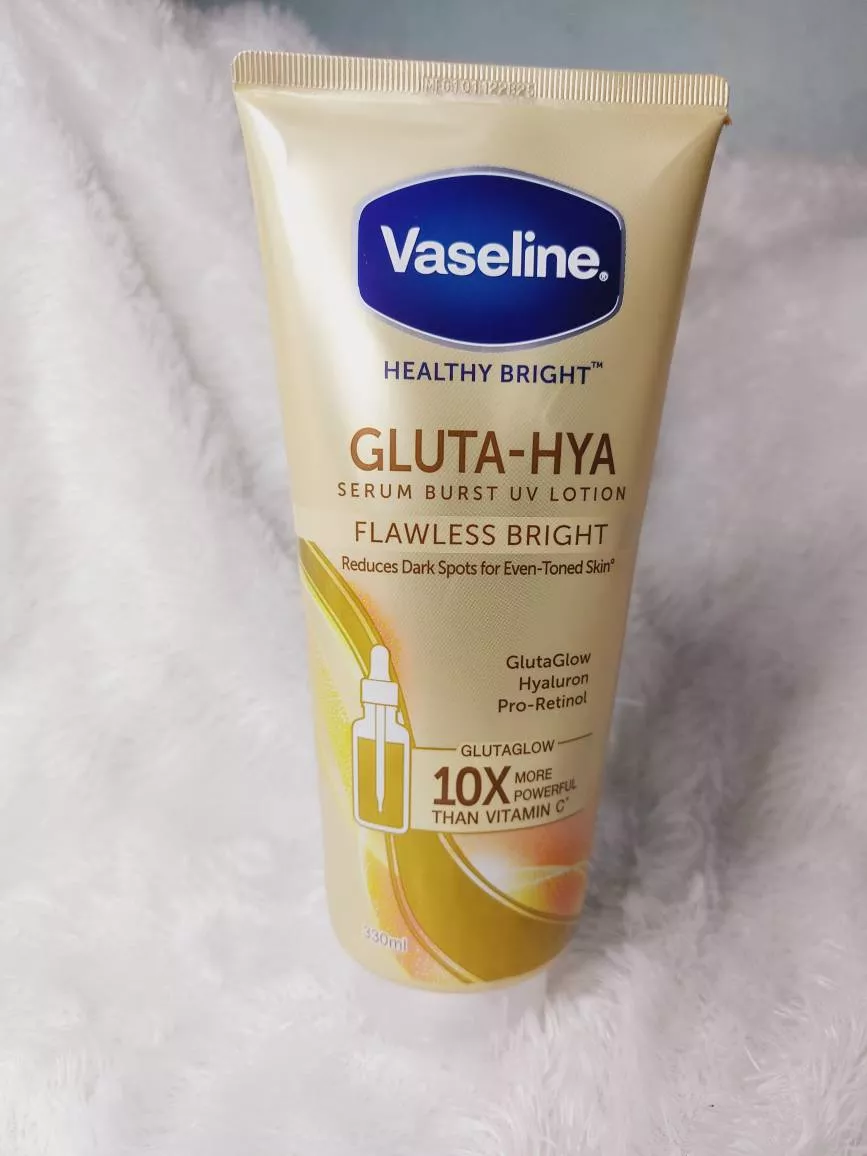 Vaseline®
HEALTHY BRIGHT™
GLUTA-HYA
SERUM BURST UV LOTION
FLAWLESS BRIGHT
Reduces Dark Spots for Even-Toned Skin°
GlutaGlow
Hyaluron
Pro-Retinol
GLUTAGLOW
10X MORE
POWERFUL
THAN VITAMIN C*
330ml